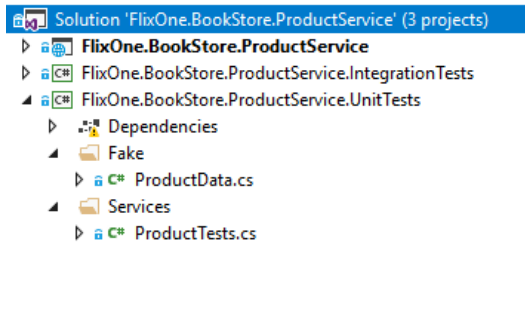 Solution 'FlixOne.BookStore.ProductService' (3 projects)
FlixOne.BookStore.ProductService
C# FlixOne.BookStore.ProductService.IntegrationTests
C# FlixOne.BookStore.ProductService.UnitTests
Dependencies
Fake
C# ProductData.cs
Services
C# ProductTests.cs